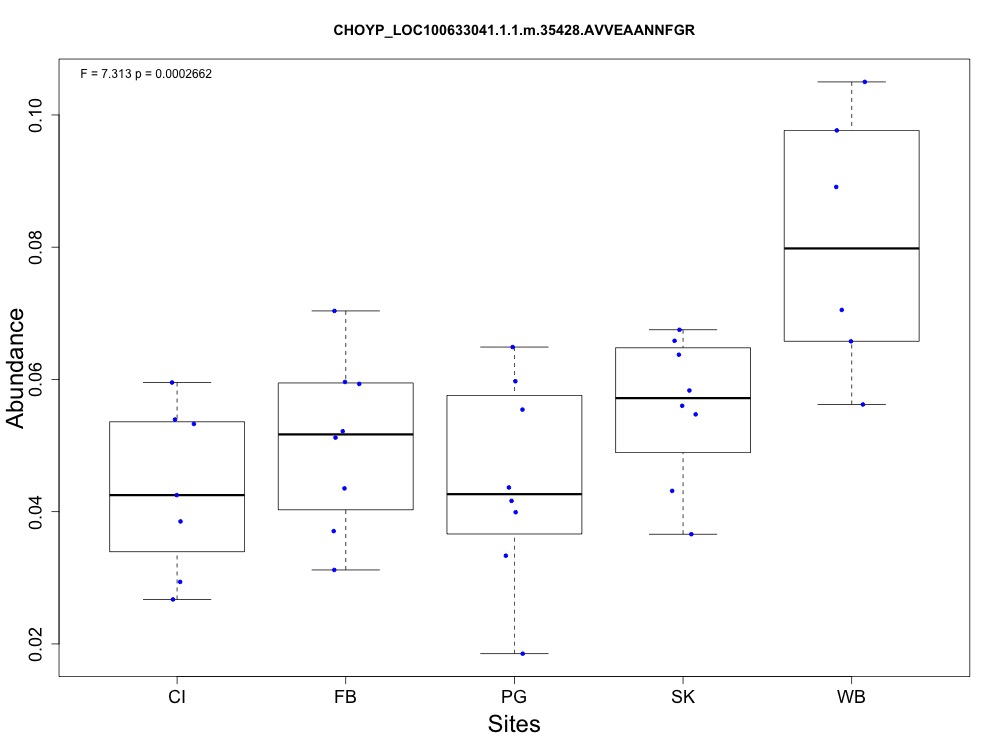 CHOYP_LOC100633041.1.1.m.35428.AVVEAANNFGR
F = 7.313 p = 0.0002662
0.10
0.08
0.06
0.04
0.02
Abundance
CI FB PG SK WB
Sites